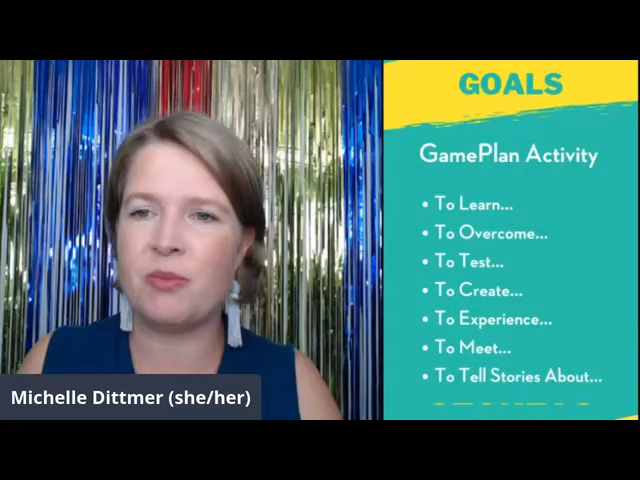 GOALS
GamePlan Activity
• To Learn...
• To Overcome...
• To Test...
• To Create...
• To Experience...
• To Meet...
• To Tell Stories About...
Michelle Dittmer (she/her)